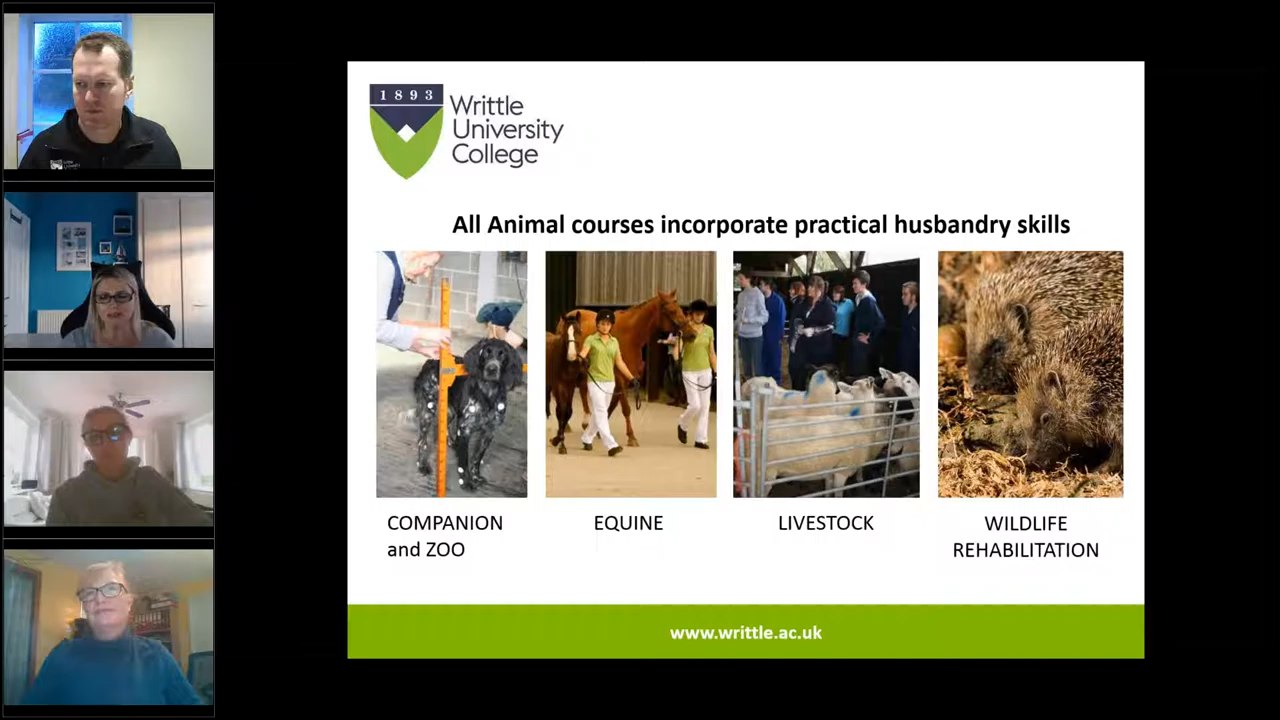 1893
Writtle
University
College
All Animal courses incorporate practical husbandry skills
COMPANION
and ZOO
EQUINE
LIVESTOCK
WILDLIFE
REHABILITATION
www.writtle.ac.uk